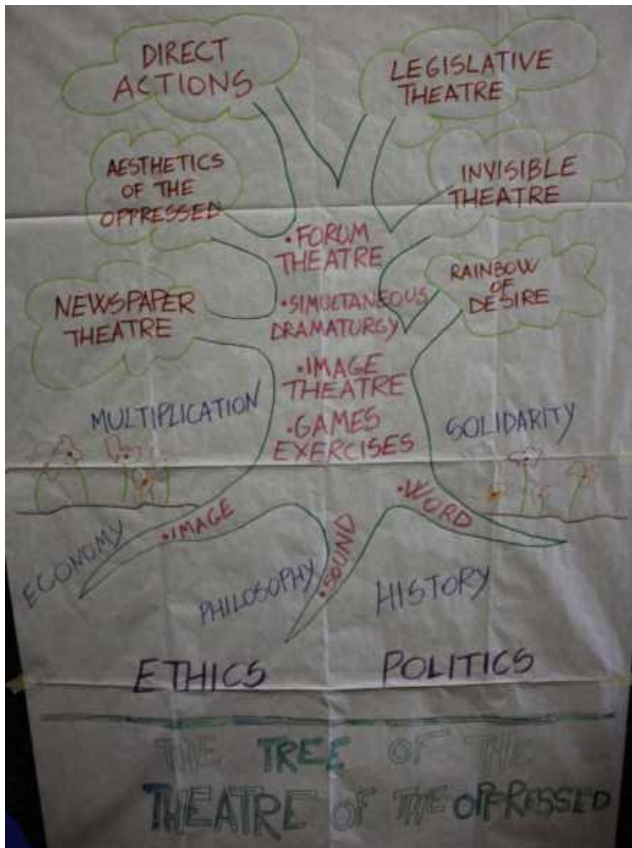 DIRECT
ACTIONS
LEGISLATIVE
THEATRE
AESTHETICS
OF THE
OPPRESSED
INVISIBLE
THEATRE
• FORUM
THEATRE
NEWSPAPER
THEATRE
RAINBOW
OF
DESIRE
• SIMULTANEOUS
DRAMATURGY
• IMAGE
THEATRE
• GAMES
EXERCISES
MULTIPLICATION
SOLIDARITY
ECONOMY
• IMAGE
PHILOSOPHY
• SOUND
• WORD
HISTORY
ETHICS
POLITICS
THE TREE OF THE
THEATRE OF THE OPPRESSED